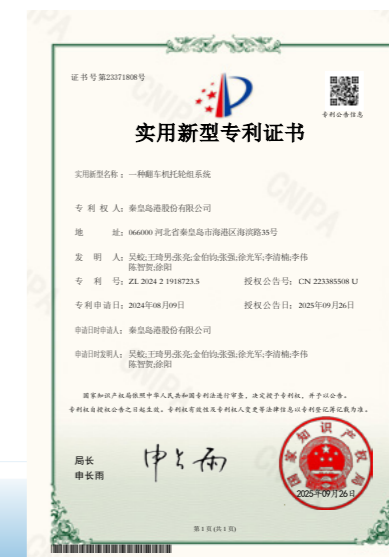 证书号第23371808号
专利公告信息
实用新型专利证书
实用新型名称：一种翻车机托轮组系统
专利权人：秦皇岛港股份有限公司
地址：066000 河北省秦皇岛市海港区海滨路35号
发明人：吴蛟;王琦男;张亮;金伯钧;张强;徐光军;李清楠;李伟
陈智贺;徐阳
专利号：ZL 2024 2 1918723.5 授权公告号：CN 223385508 U
专利申请日：2024年08月09日 授权公告日：2025年09月26日
申请日时申请人：秦皇岛港股份有限公司
申请日时发明人：吴蛟;王琦男;张亮;金伯钧;张强;徐光军;李清楠;李伟
陈智贺;徐阳
国家知识产权局依照中华人民共和国专利法进行审查，决定授予专利权，并予以公告。
专利权自授权公告之日起生效。专利权有效性及专利权人变更等法律信息以专利登记簿记载为准。
局长
申长雨
申长雨
国家知识产权局
2025年09月26日
第1页(共1页)
CNIPA